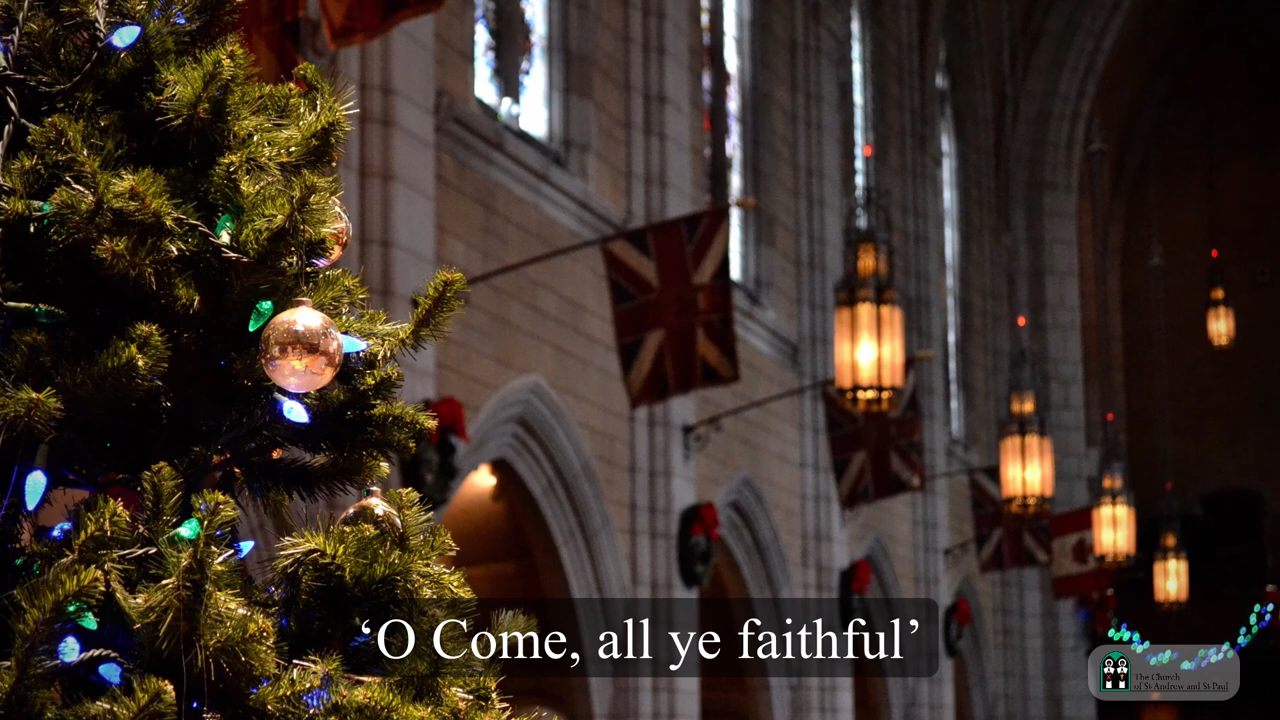 ‘O Come, all ye faithful’
The Church
of St·Andrew and St·Paul